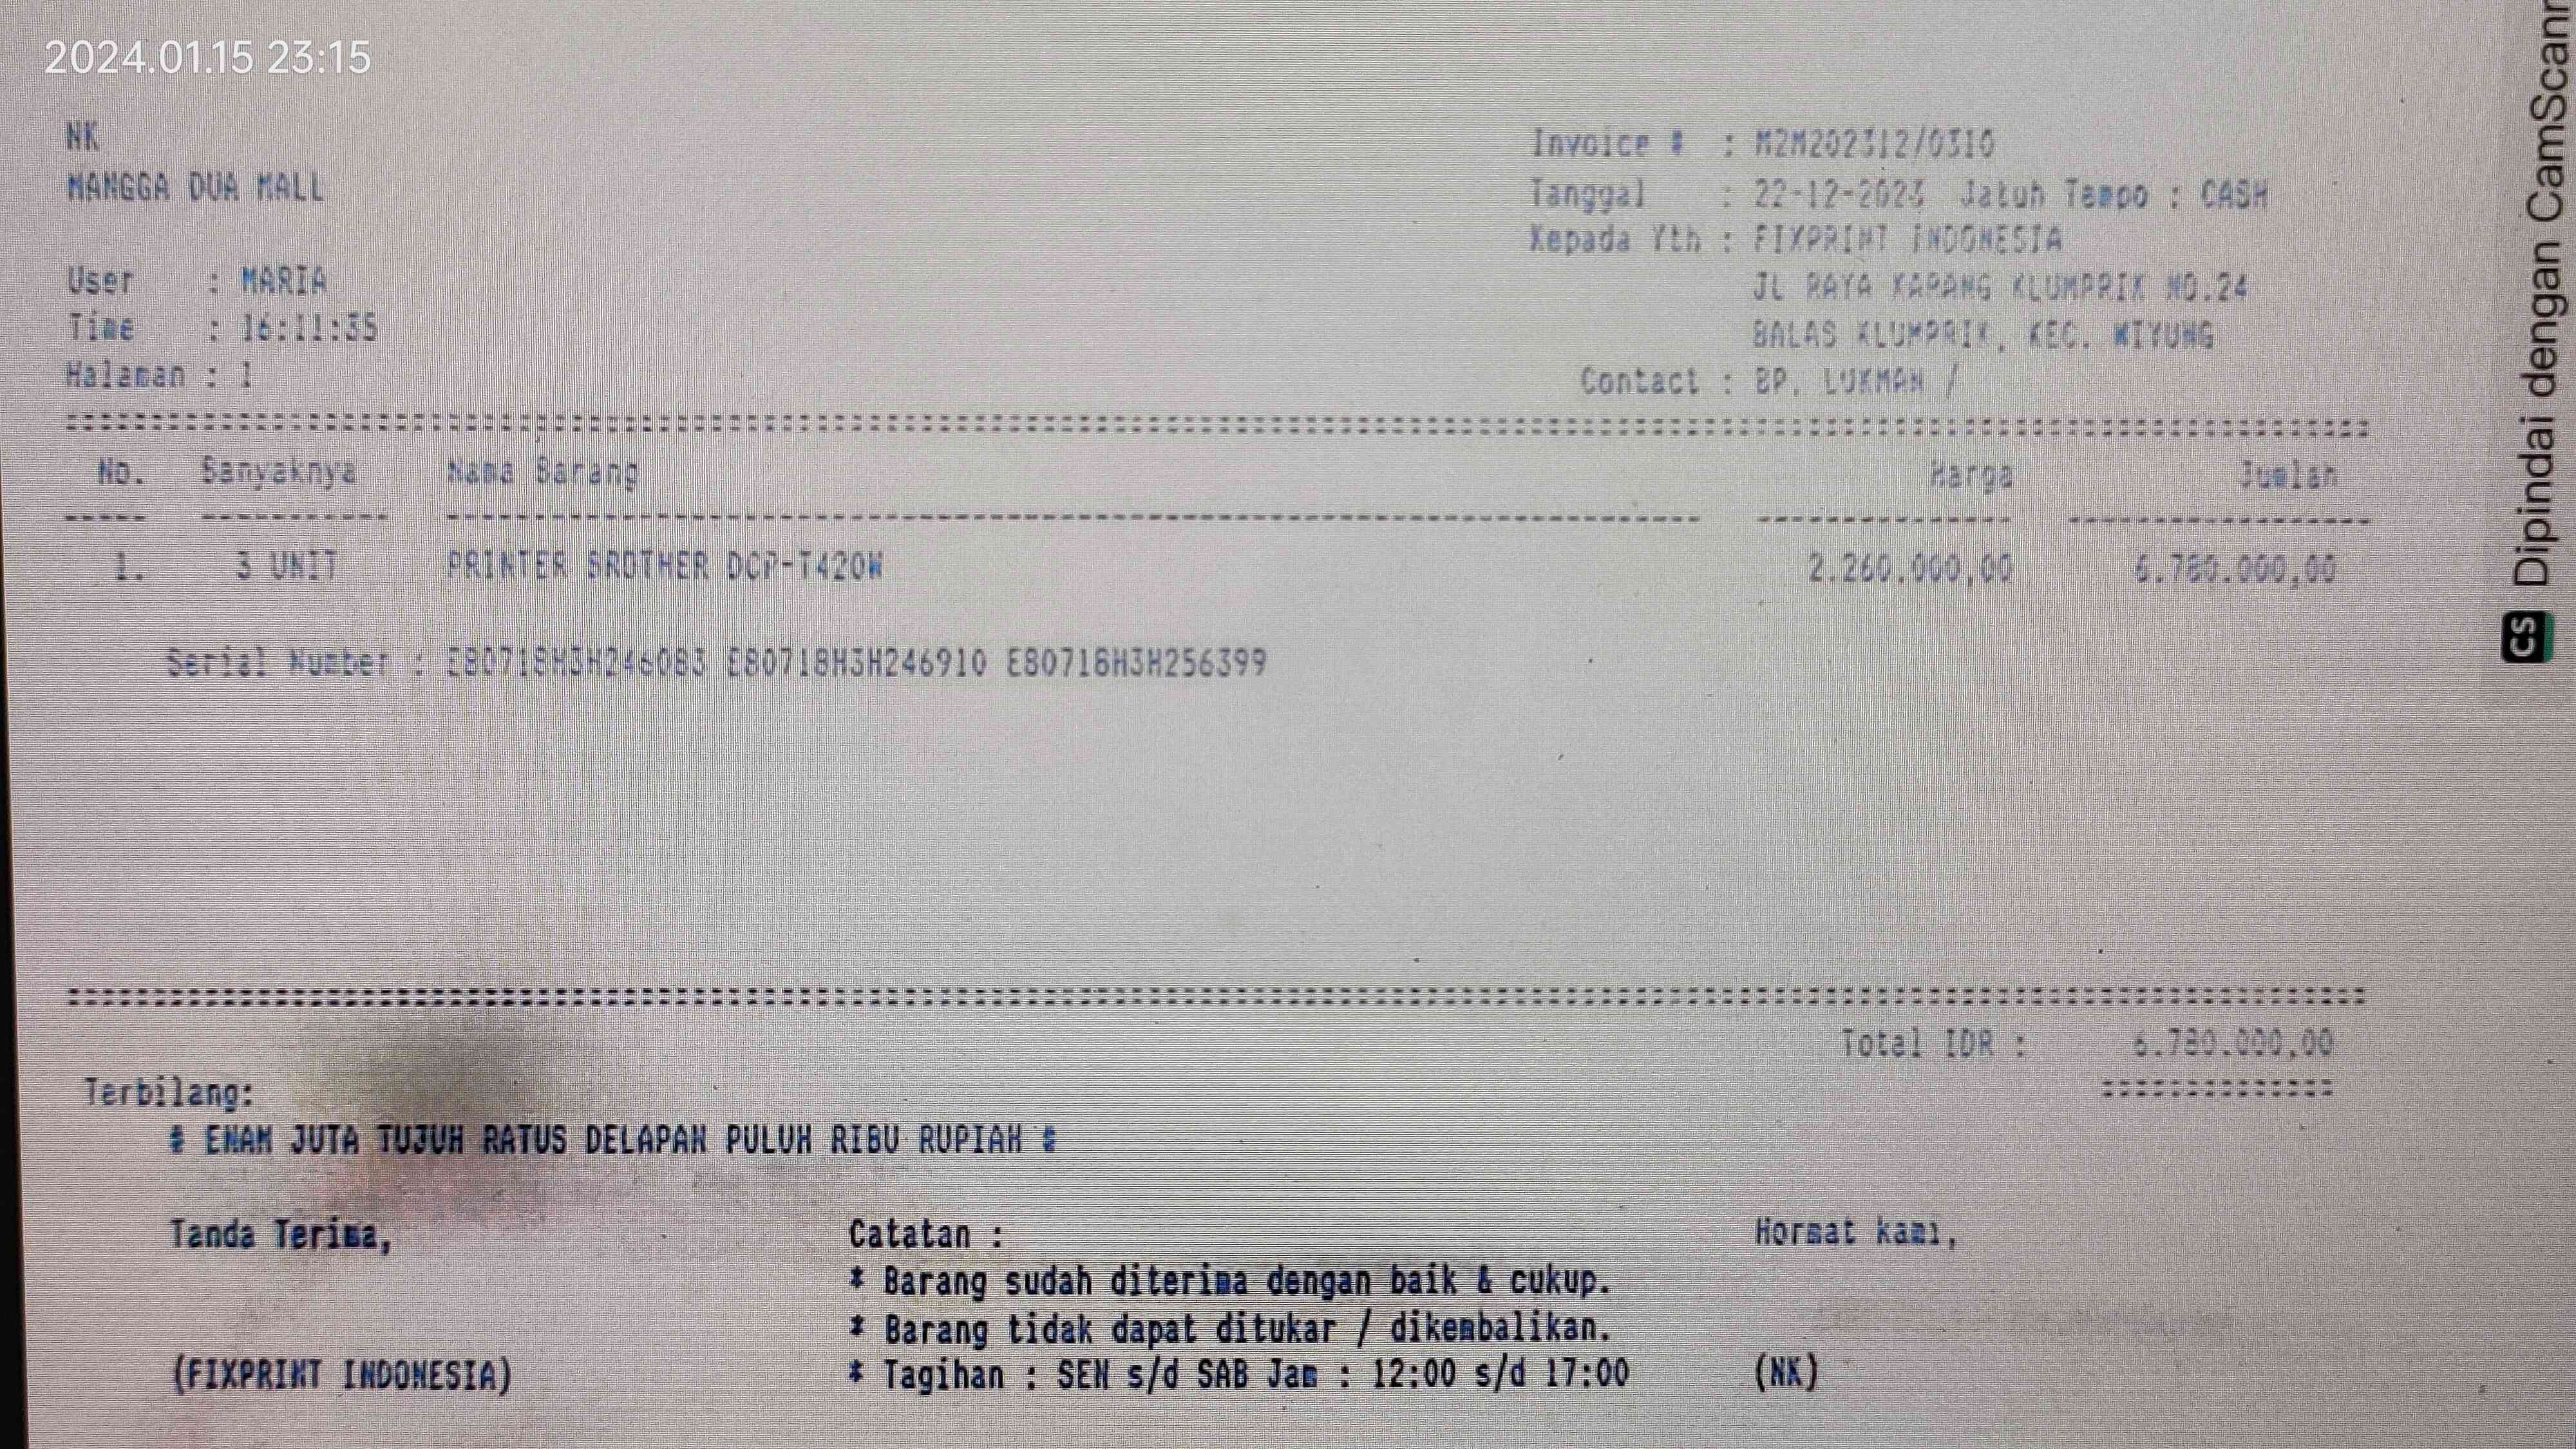 2024.01.15 23:15
NK
MANGGA DUA MALL
Invoice # : M2M202312/0310
Tanggal : 22-12-2023 Jatuh Tempo : CASH
Kepada Yth : FIXPRINT INDONESIA
JL RAYA KAPANG KLUMPRIK NO.24
BALAS KLUMPRIK, KEC. WIYUNG
Contact : BP. LUKMAN /
User : MARIA
Time : 16:11:35
Halaman : 1
No. Banyaknya Nama Barang Harga Jumlah
1. 3 UNIT PRINTER BROTHER DCP-T420W 2.260.000,00 6.780.000,00
Serial Number : E80718H3H246083 E80718H3H246910 E80718H3H256399
Total IDR : 6.780.000,00
Terbilang:
# ENAM JUTA TUJUH RATUS DELAPAN PULUH RIBU RUPIAH #
Tanda Terima,
(FIXPRINT INDONESIA)
Catatan :
* Barang sudah diterima dengan baik & cukup.
* Barang tidak dapat ditukar / dikembalikan.
* Tagihan : SEN s/d SAB Jam : 12:00 s/d 17:00
Hormat kami,
(NK)
CS Dipindai dengan CamScann